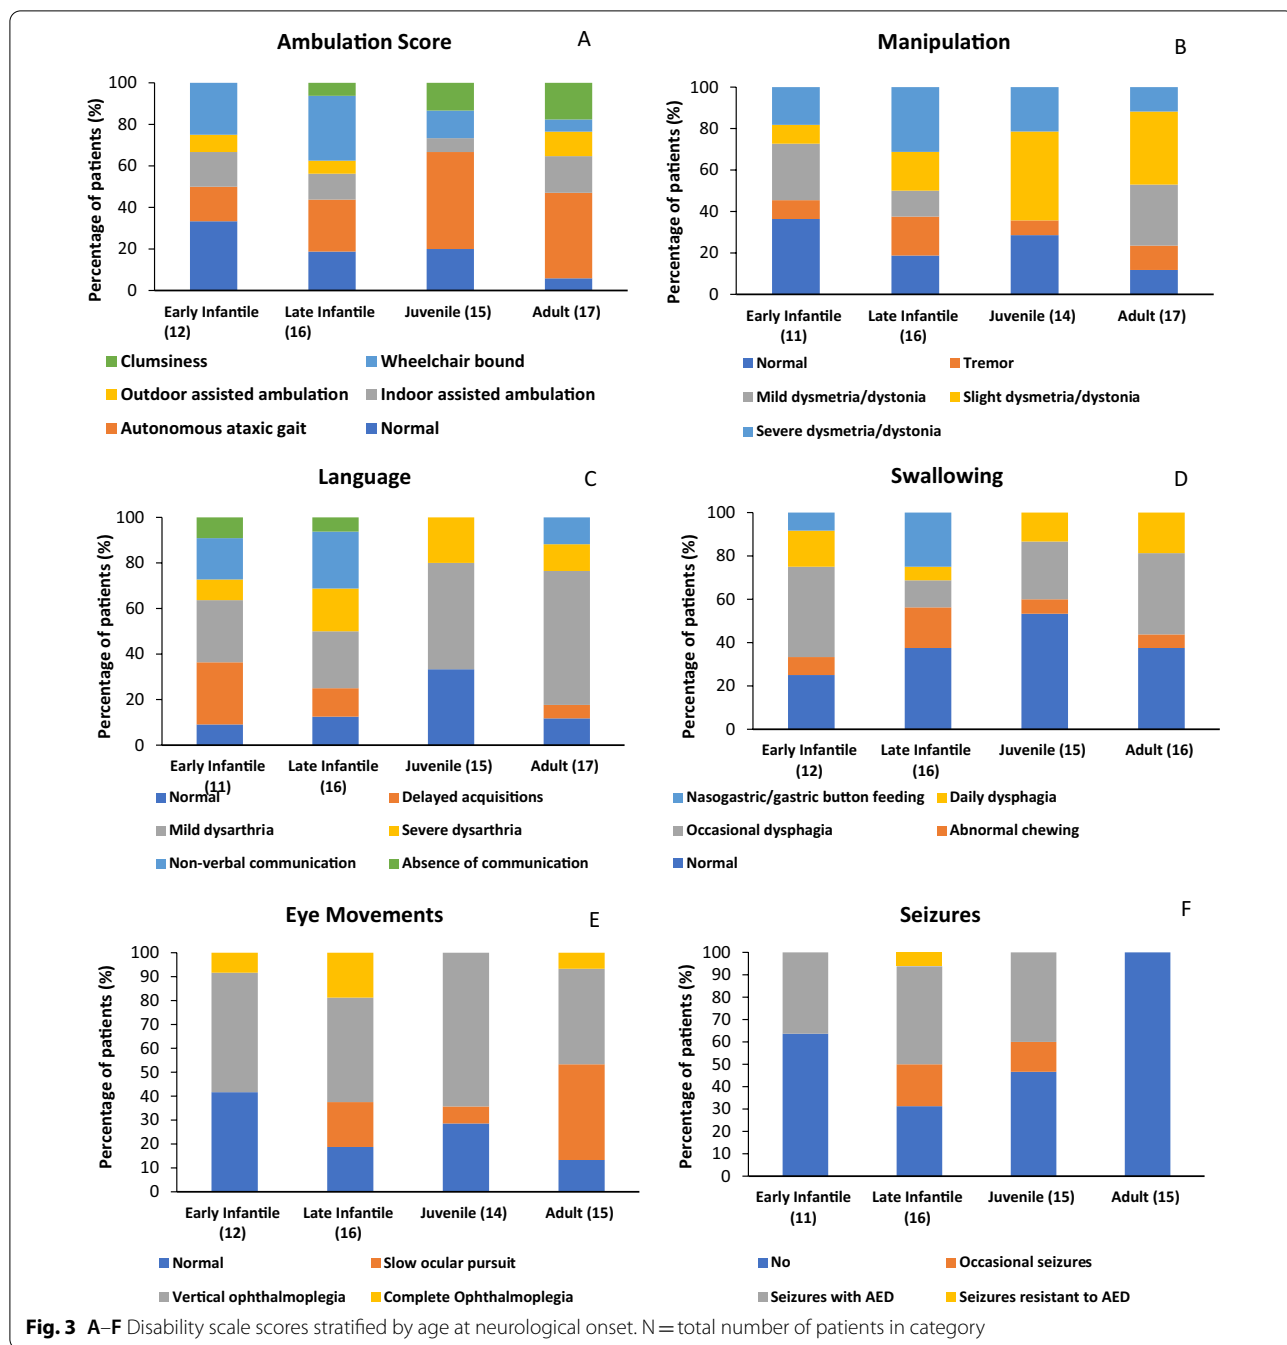 Ambulation Score
A
Percentage of patients (%)
100
80
60
40
20
0
Early Infantile (12)
Late Infantile (16)
Juvenile (15)
Adult (17)
Clumsiness
Wheelchair bound
Outdoor assisted ambulation
Indoor assisted ambulation
Autonomous ataxic gait
Normal
Manipulation
B
Percentage of patients (%)
100
80
60
40
20
0
Early Infantile (11)
Late Infantile (16)
Juvenile (14)
Adult (17)
Normal
Tremor
Mild dysmetria/dystonia
Slight dysmetria/dystonia
Severe dysmetria/dystonia
Language
C
Percentage of patients (%)
100
80
60
40
20
0
Early Infantile (11)
Late Infantile (16)
Juvenile (15)
Adult (17)
Normal
Delayed acquisitions
Mild dysarthria
Severe dysarthria
Non-verbal communication
Absence of communication
Swallowing
D
Percentage of patients (%)
100
80
60
40
20
0
Early Infantile (12)
Late Infantile (16)
Juvenile (15)
Adult (16)
Nasogastric/gastric button feeding
Daily dysphagia
Occasional dysphagia
Abnormal chewing
Normal
Eye Movements
E
Percentage of patients (%)
100
90
80
70
60
50
40
30
20
10
0
Early Infantile (12)
Late Infantile (16)
Juvenile (14)
Adult (15)
Normal
Slow ocular pursuit
Vertical ophthalmoplegia
Complete Ophthalmoplegia
Seizures
F
Percentage of patients (%)
100
90
80
70
60
50
40
30
20
10
0
Early Infantile (11)
Late Infantile (16)
Juvenile (15)
Adult (15)
No
Occasional seizures
Seizures with AED
Seizures resistant to AED
Fig. 3 A–F Disability scale scores stratified by age at neurological onset. N = total number of patients in category